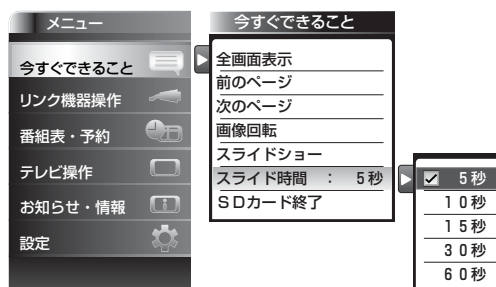 メニュー
今すぐできること
リンク機器操作
番組表・予約
テレビ操作
お知らせ・情報
設定
今すぐできること
全画面表示
前のページ
次のページ
画像回転
スライドショー
スライド時間 : 5秒
SDカード終了
5秒
10秒
15秒
30秒
60秒